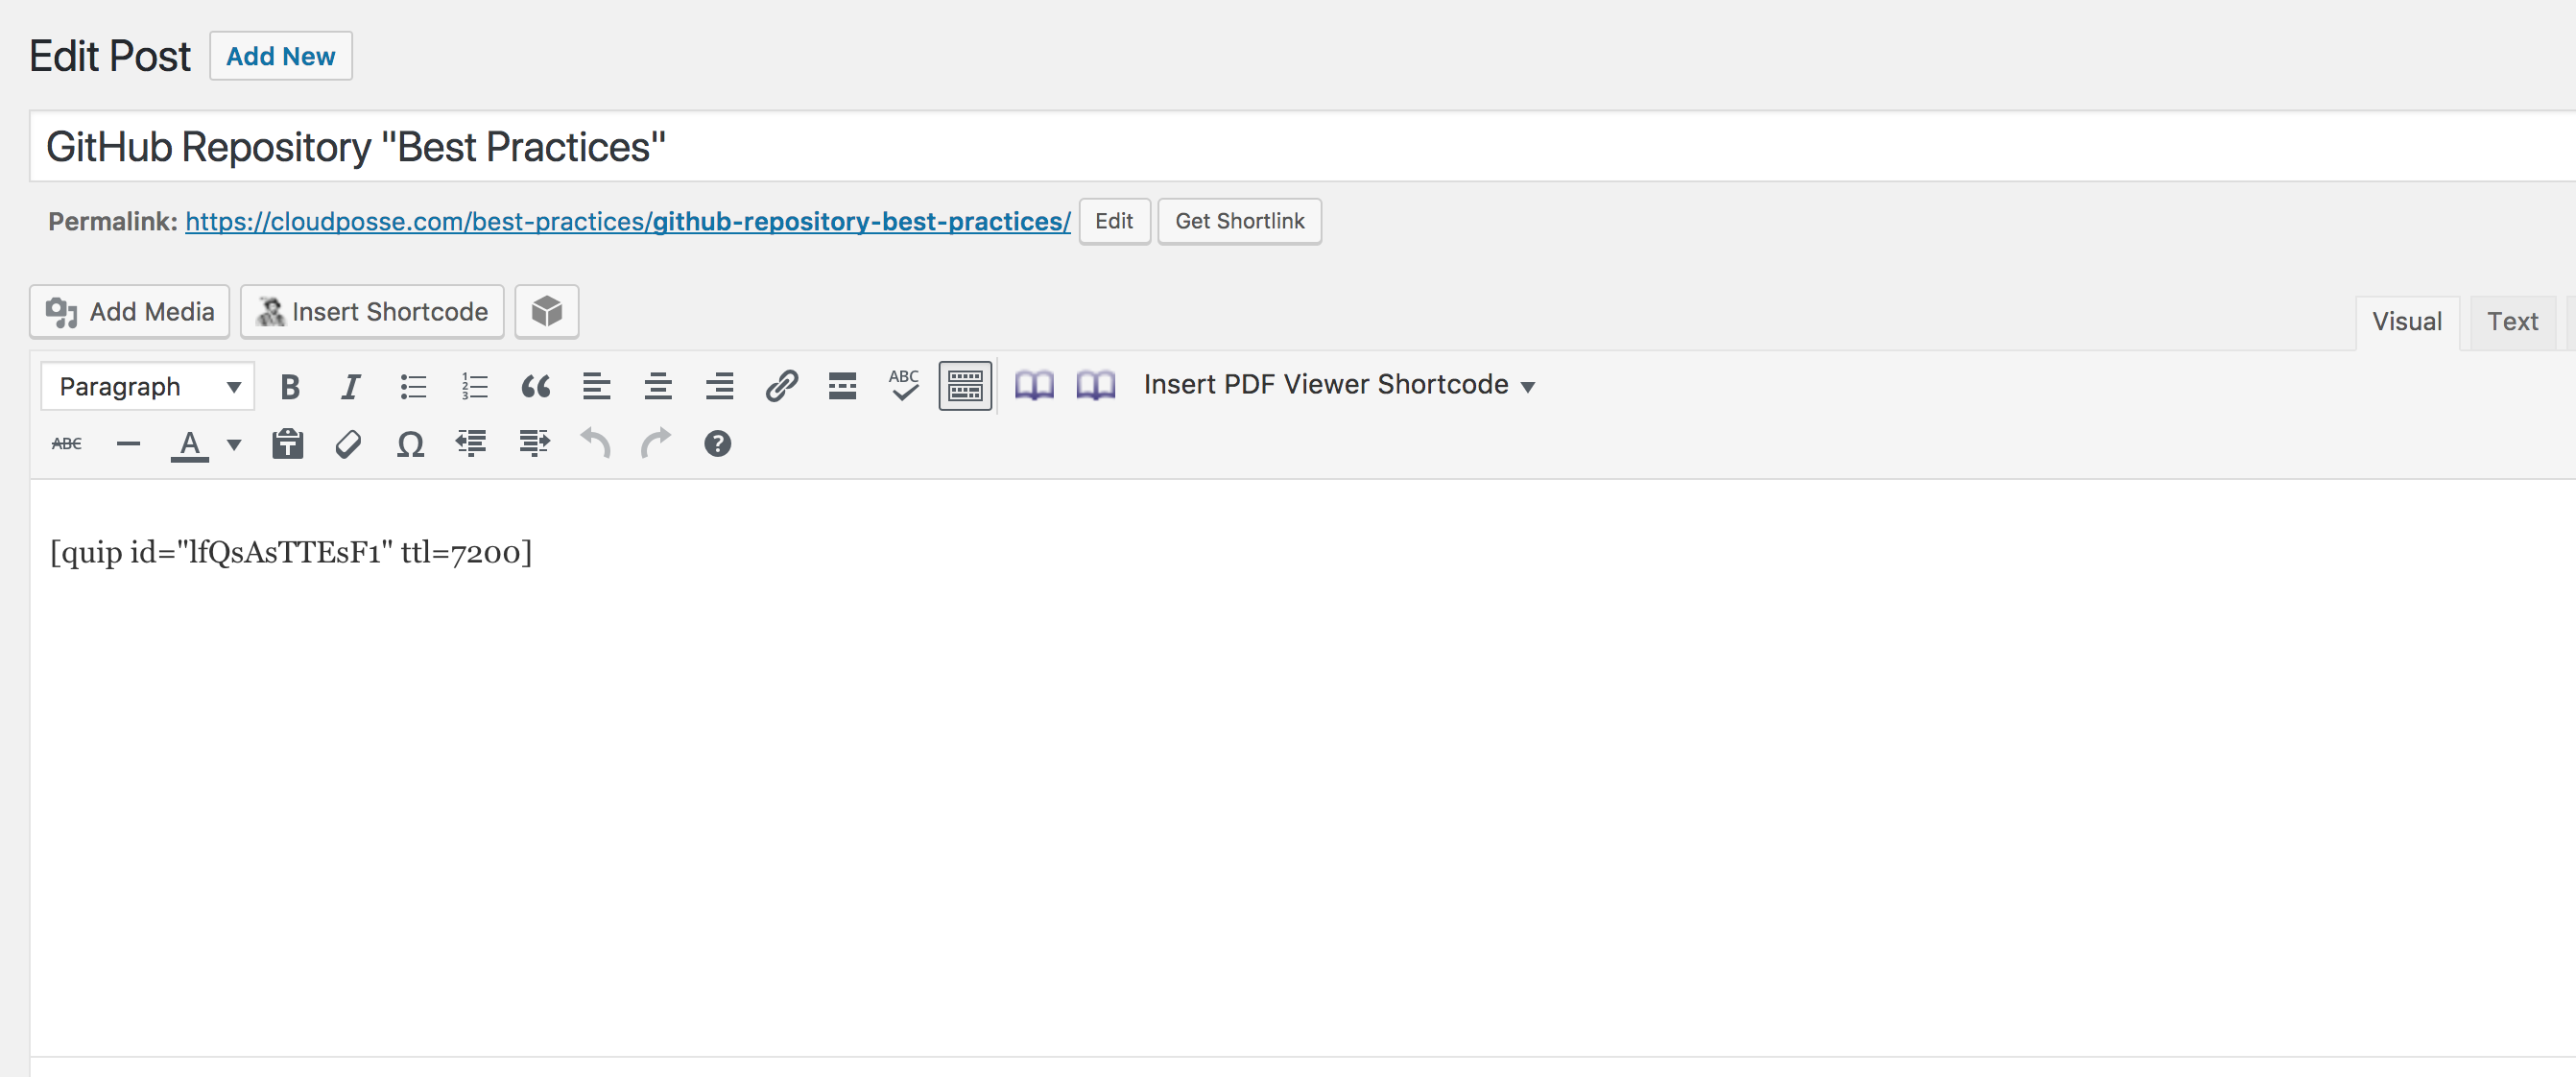 Edit Post Add New
GitHub Repository "Best Practices"
Permalink: https://cloudposse.com/best-practices/github-repository-best-practices/ Edit Get Shortlink
Add Media Insert Shortcode
Visual Text
Paragraph B I ABC Insert PDF Viewer Shortcode
ABC A Ω ?
[quip id="lfQsAsTTEsF1" ttl=7200]